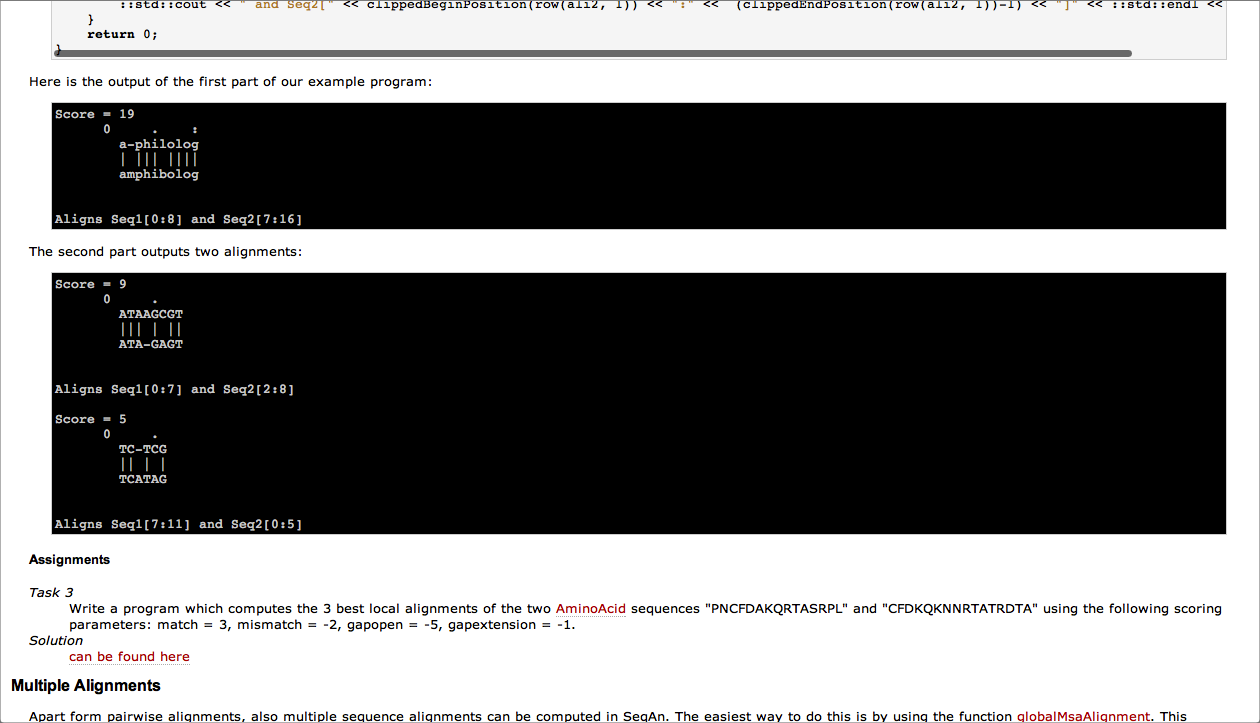 ::std::cout << " and Seq2[" << clippedBeginPosition(row(ali2, 1)) << ":" << (clippedEndPosition(row(ali2, 1))-1) << "]" << ::std::endl <<
}
return 0;
}
Here is the output of the first part of our example program:
Score = 19
0 . :
a-philolog
| ||| ||||
amphibolog
Aligns Seq1[0:8] and Seq2[7:16]
The second part outputs two alignments:
Score = 9
0 .
ATAAGCGT
||| | ||
ATA-GAGT
Aligns Seq1[0:7] and Seq2[2:8]
Score = 5
0 .
TC-TCG
|| | |
TCATAG
Aligns Seq1[7:11] and Seq2[0:5]
Assignments
Task 3
Write a program which computes the 3 best local alignments of the two AminoAcid sequences "PNCFDAKQRTASRPL" and "CFDKQKNNRTATRDTA" using the following scoring
parameters: match = 3, mismatch = -2, gapopen = -5, gapextension = -1.
Solution
can be found here
Multiple Alignments
Apart form pairwise alignments, also multiple sequence alignments can be computed in SeqAn. The easiest way to do this is by using the function globalMsaAlignment. This